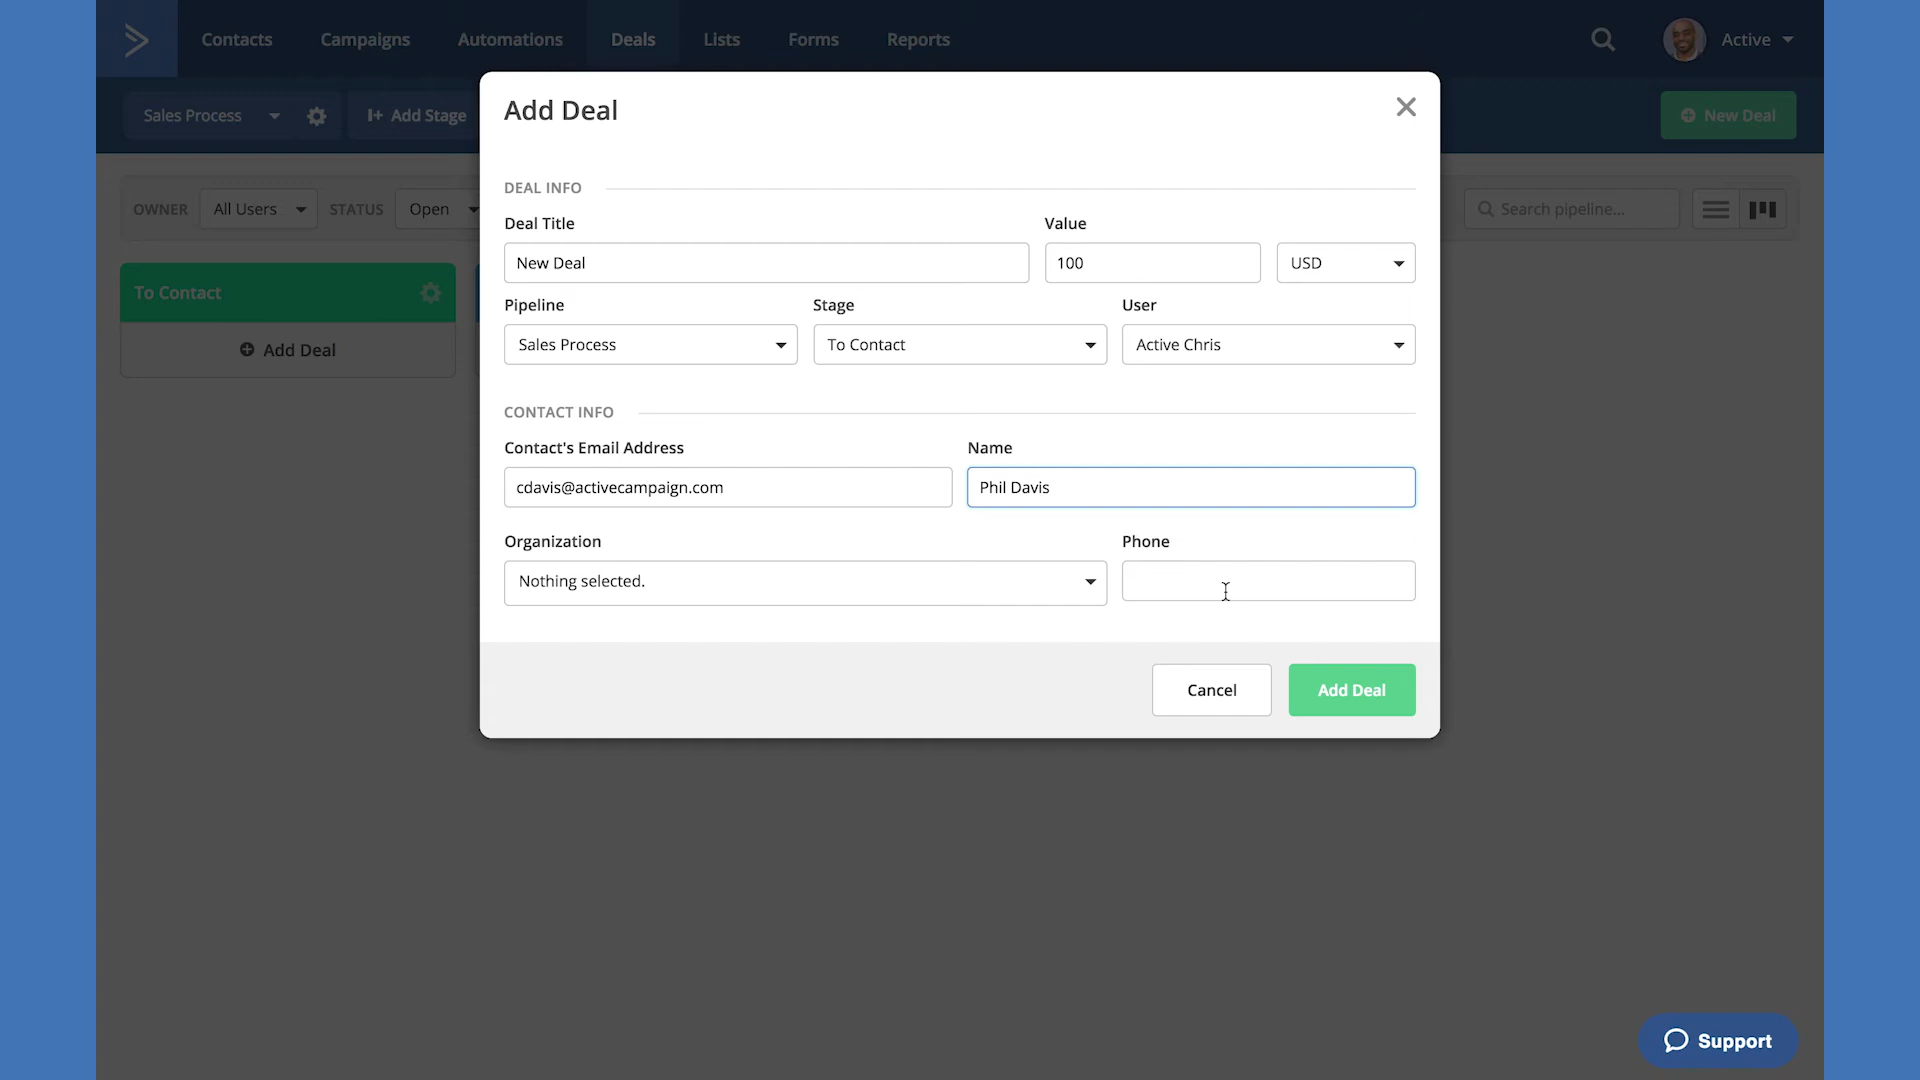 Contacts Campaigns Automations Deals Lists Forms Reports Active
Sales Process Add Stage New Deal
Add Deal
DEAL INFO
OWNER All Users STATUS Open Search pipeline...
Deal Title Value
New Deal 100 USD
Pipeline Stage User
Sales Process To Contact Active Chris
To Contact
Add Deal
CONTACT INFO
Contact's Email Address Name
cdavis@activecampaign.com Phil Davis
Organization Phone
Nothing selected.
Cancel Add Deal
Support